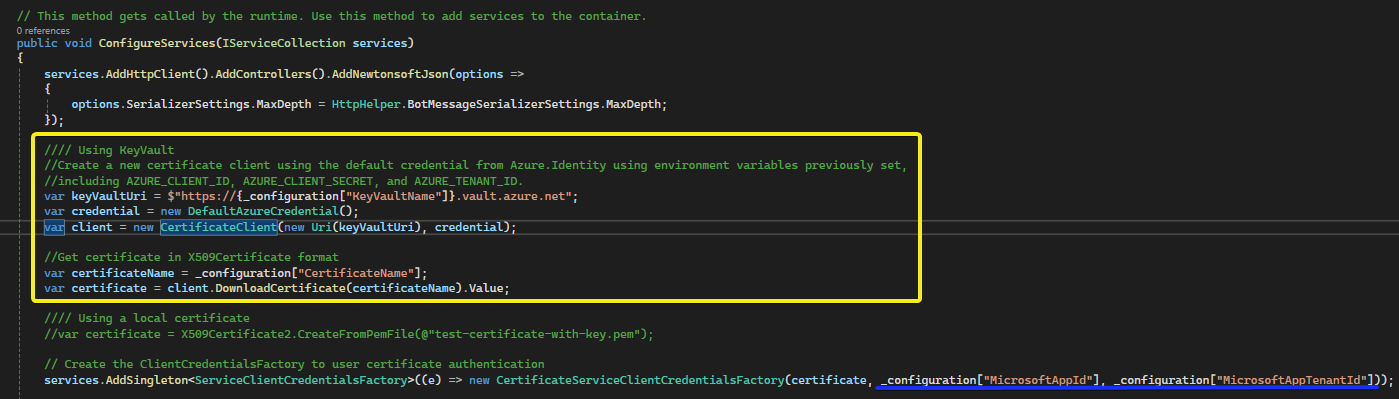 // This method gets called by the runtime. Use this method to add services to the container.
0 references
public void ConfigureServices(IServiceCollection services)
{
services.AddHttpClient().AddControllers().AddNewtonsoftJson(options =>
{
options.SerializerSettings.MaxDepth = HttpHelper.BotMessageSerializerSettings.MaxDepth;
});
//// Using KeyVault
//Create a new certificate client using the default credential from Azure.Identity using environment variables previously set,
//including AZURE_CLIENT_ID, AZURE_CLIENT_SECRET, and AZURE_TENANT_ID.
var keyVaultUri = $"https://{_configuration["KeyVaultName"]}.vault.azure.net";
var credential = new DefaultAzureCredential();
var client = new CertificateClient(new Uri(keyVaultUri), credential);
//Get certificate in X509Certificate format
var certificateName = _configuration["CertificateName"];
var certificate = client.DownloadCertificate(certificateName).Value;
//// Using a local certificate
//var certificate = X509Certificate2.CreateFromPemFile(@"test-certificate-with-key.pem");
// Create the ClientCredentialsFactory to user certificate authentication
services.AddSingleton<ServiceClientCredentialsFactory>((e) => new CertificateServiceClientCredentialsFactory(certificate, _configuration["MicrosoftAppId"], _configuration["MicrosoftAppTenantId"]));